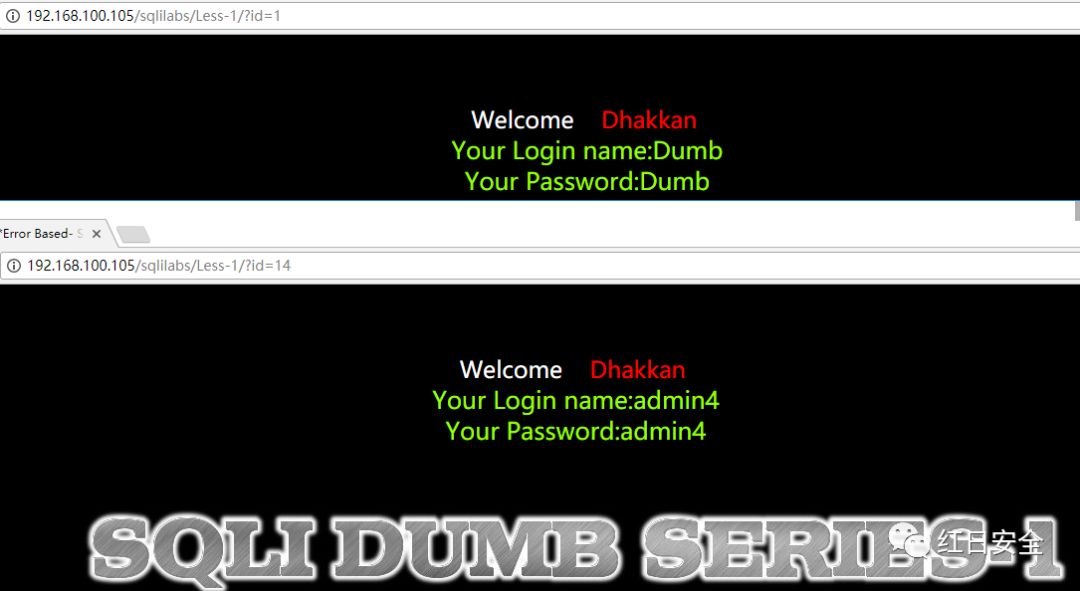 192.168.100.105/sqlilabs/Less-1/?id=1
Welcome Dhakkan
Your Login name:Dumb
Your Password:Dumb
Error Based- S
192.168.100.105/sqlilabs/Less-1/?id=14
Welcome Dhakkan
Your Login name:admin4
Your Password:admin4
SQLI DUMB SERIES-1
红日安全